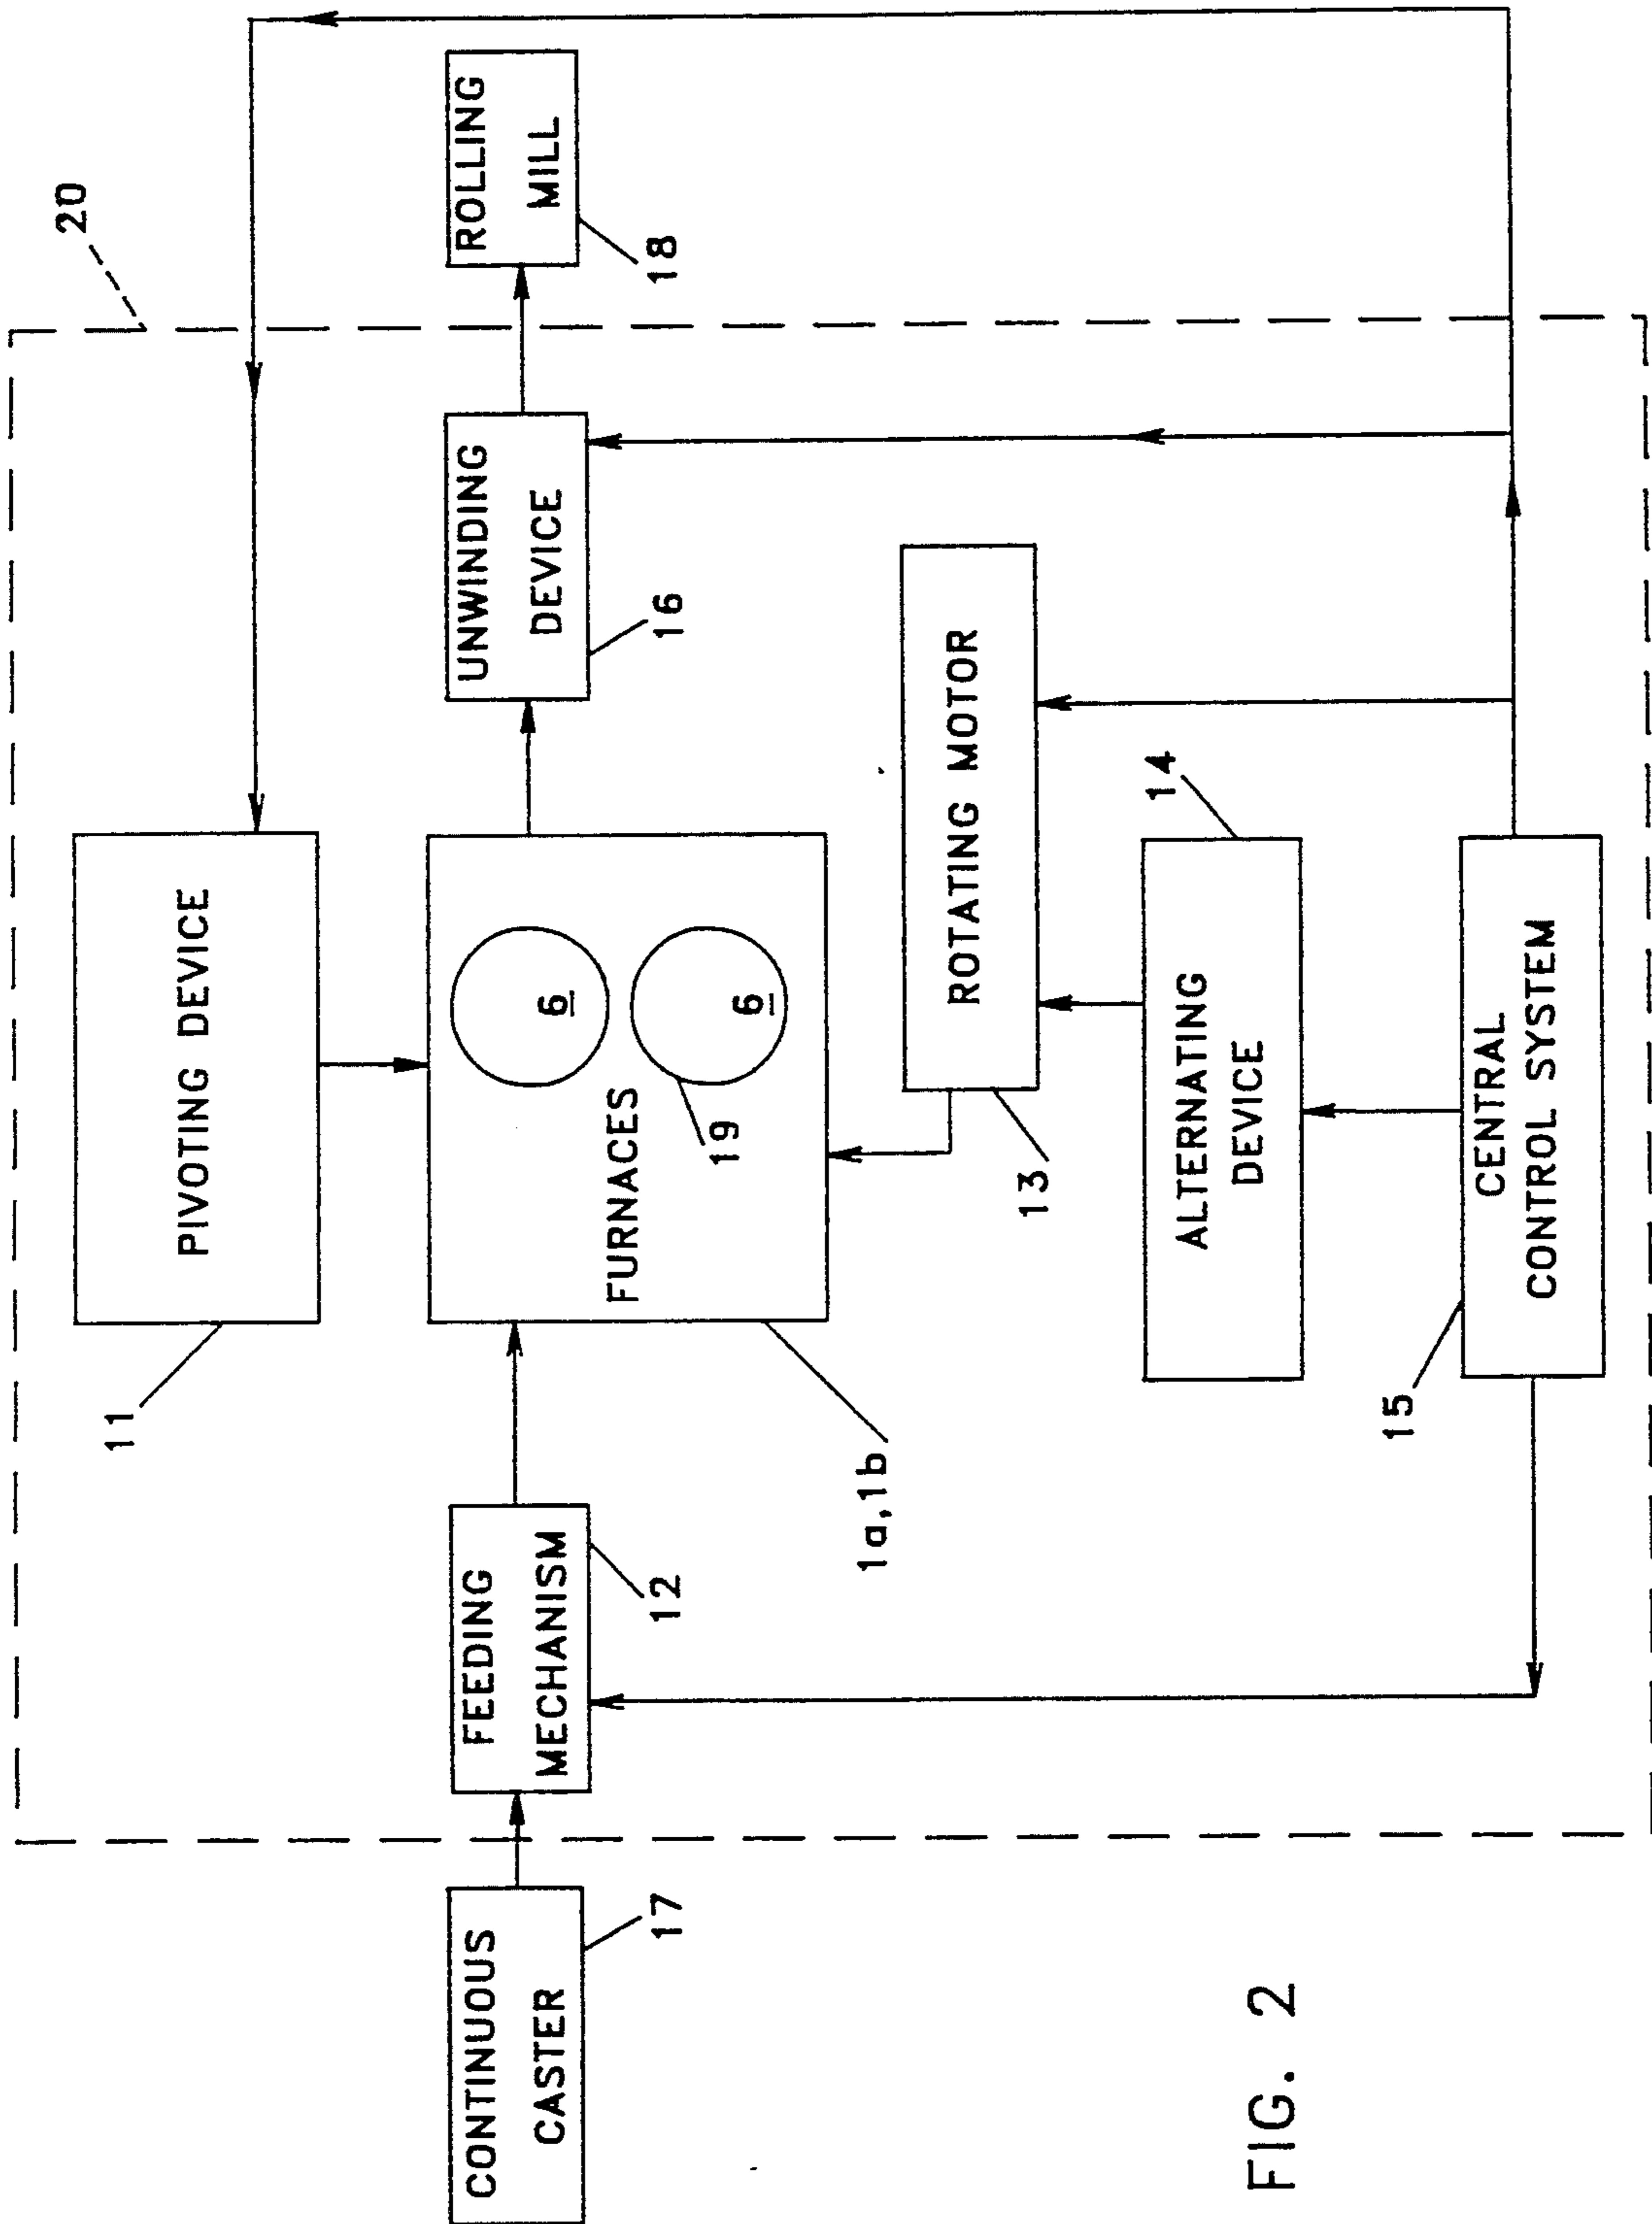 20
PIVOTING DEVICE
11
CONTINUOUS
CASTER
17
FEEDING
MECHANISM
12
FURNACES
6
6
19
1a,1b
UNWINDING
DEVICE
16
ROLLING
MILL
18
ROTATING MOTOR
13
ALTERNATING
DEVICE
14
CENTRAL
CONTROL SYSTEM
15
FIG. 2